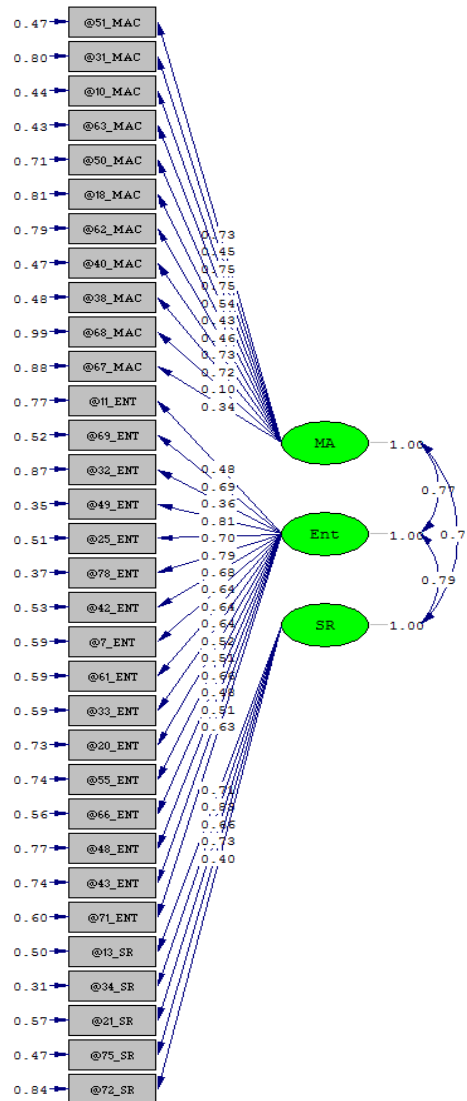 0.47 @51_MAC
0.80 @31_MAC
0.44 @10_MAC
0.43 @63_MAC
0.71 @50_MAC
0.81 @18_MAC
0.79 @62_MAC
0.47 @40_MAC
0.48 @38_MAC
0.99 @68_MAC
0.88 @67_MAC
0.77 @11_ENT
0.52 @69_ENT
0.87 @32_ENT
0.35 @49_ENT
0.51 @25_ENT
0.37 @78_ENT
0.53 @42_ENT
0.59 @7_ENT
0.59 @61_ENT
0.59 @33_ENT
0.73 @20_ENT
0.74 @55_ENT
0.56 @66_ENT
0.77 @48_ENT
0.74 @43_ENT
0.60 @71_ENT
0.50 @13_SR
0.31 @34_SR
0.57 @21_SR
0.47 @75_SR
0.84 @72_SR
0.73
0.45
0.75
0.75
0.54
0.43
0.46
0.73
0.72
0.10
0.34
0.48
0.69
0.36
0.81
0.70
0.79
0.68
0.64
0.64
0.64
0.52
0.51
0.66
0.48
0.51
0.63
0.71
0.83
0.66
0.73
0.40
MA 1.00
Ent 1.00
SR 1.00
0.77
0.7
0.79